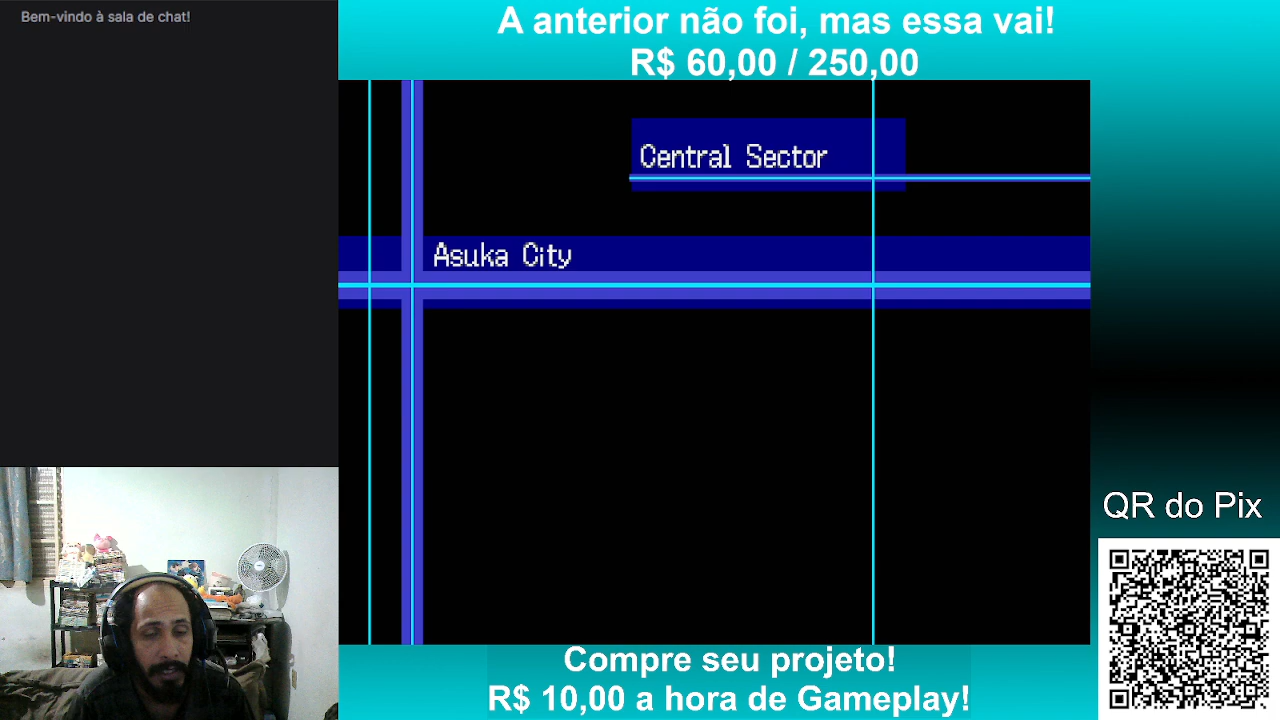 Bem-vindo à sala de chat!
A anterior não foi, mas essa vai!
R$ 60,00 / 250,00
Central Sector
Asuka City
QR do Pix
Compre seu projeto!
R$ 10,00 a hora de Gameplay!